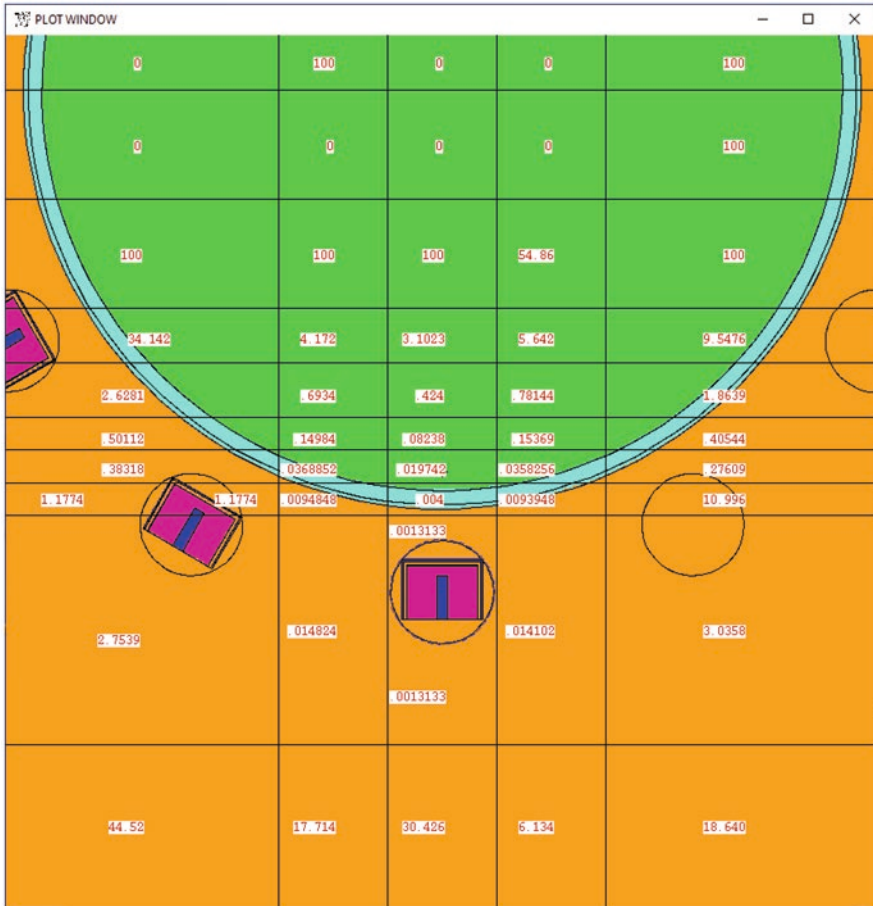 PLOT WINDOW
0 100 0 0 100
0 0 0 0 100
100 100 100 54.86 100
34.142 4.172 3.1023 5.642 9.5476
2.6281 .6934 .424 .78144 1.8639
.50112 .14984 .08238 .15369 .40544
.38318 .0368852 .019742 .0358256 .27609
1.1774 1.1774 .0094848 .004 .0093948 10.996
.0013133
2.7539 .014824 .014102 3.0358
.0013133
44.52 17.714 30.426 6.134 18.640